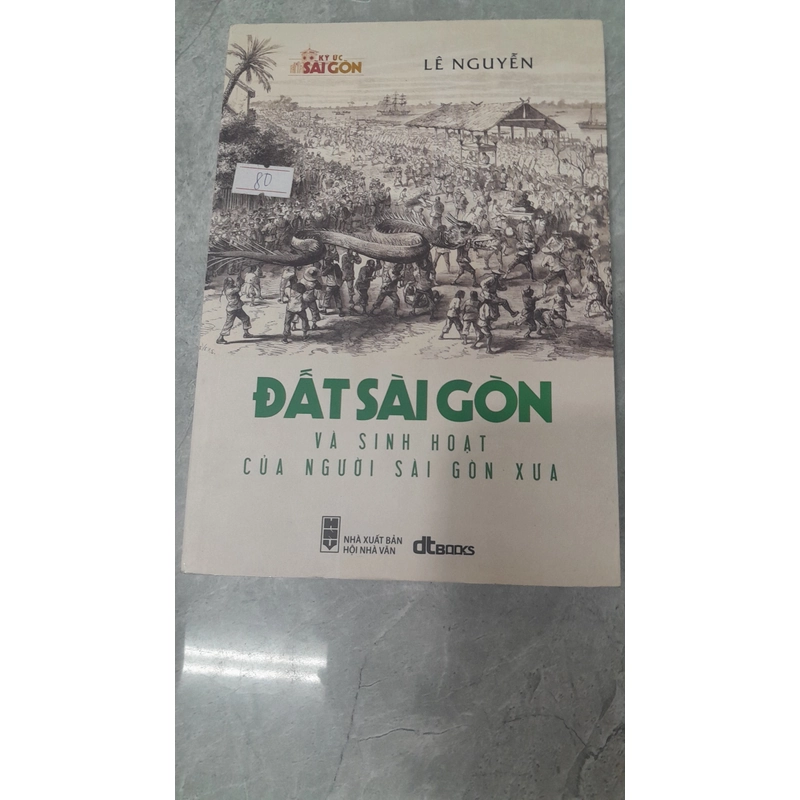 KÝ ỨC
SÀI GÒN
LÊ NGUYỄN
80
ĐẤT SÀI GÒN
VÀ SINH HOẠT
CỦA NGƯỜI SÀI GÒN XƯA
HNV
NHÀ XUẤT BẢN
HỘI NHÀ VĂN
dtBOOKS